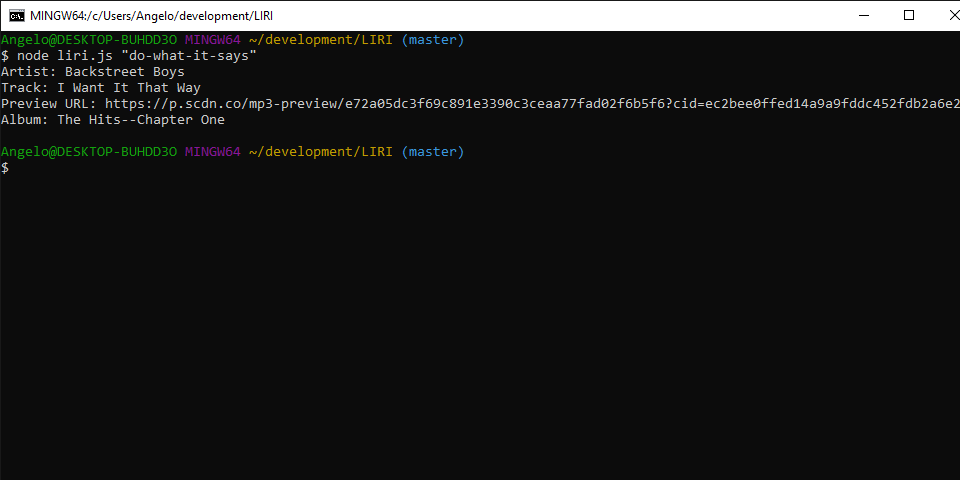 MINGW64:/c/Users/Angelo/development/LIRI
Angelo@DESKTOP-BUHDD3O MINGW64 ~/development/LIRI (master)
$ node liri.js "do-what-it-says"
Artist: Backstreet Boys
Track: I Want It That Way
Preview URL: https://p.scdn.co/mp3-preview/e72a05dc3f69c891e3390c3ceaa77fad02f6b5f6?cid=ec2bee0ffed14a9a9fddc452fdb2a6e2
Album: The Hits--Chapter One
Angelo@DESKTOP-BUHDD3O MINGW64 ~/development/LIRI (master)
$